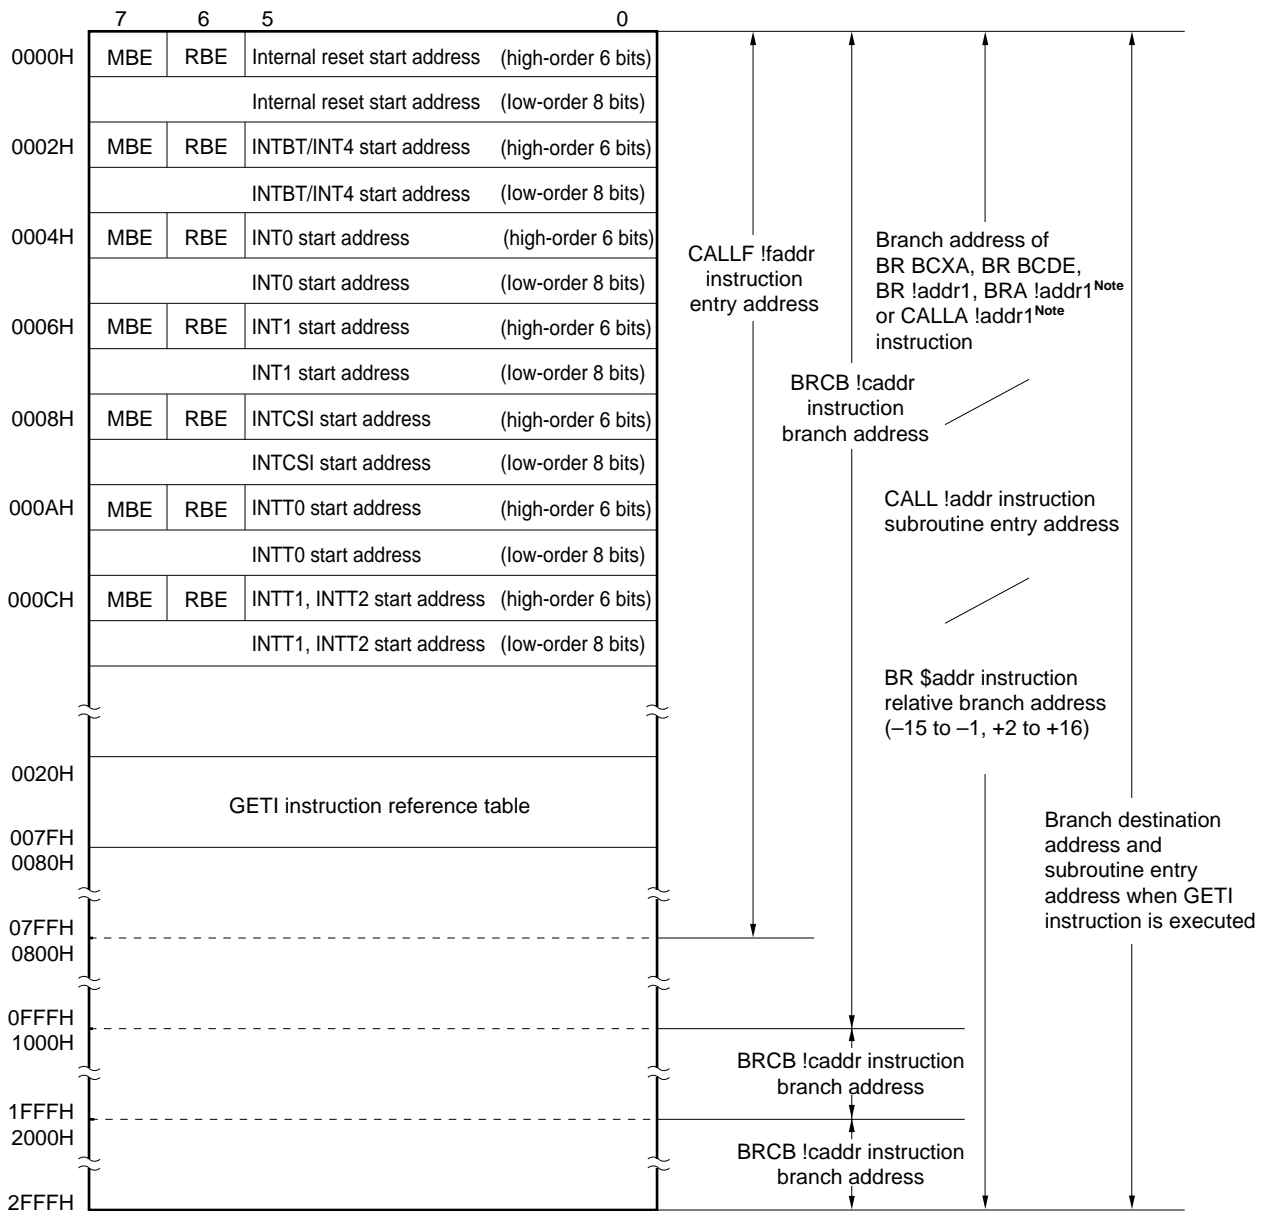 7 6 5 0
0000H MBE RBE Internal reset start address (high-order 6 bits)
Internal reset start address (low-order 8 bits)
0002H MBE RBE INTBT/INT4 start address (high-order 6 bits)
INTBT/INT4 start address (low-order 8 bits)
0004H MBE RBE INT0 start address (high-order 6 bits)
INT0 start address (low-order 8 bits)
0006H MBE RBE INT1 start address (high-order 6 bits)
INT1 start address (low-order 8 bits)
0008H MBE RBE INTCSI start address (high-order 6 bits)
INTCSI start address (low-order 8 bits)
000AH MBE RBE INTT0 start address (high-order 6 bits)
INTT0 start address (low-order 8 bits)
000CH MBE RBE INTT1, INTT2 start address (high-order 6 bits)
INTT1, INTT2 start address (low-order 8 bits)
0020H
GETI instruction reference table
007FH
0080H
07FFH
0800H
0FFFH
1000H
1FFFH
2000H
2FFFH
CALLF !faddr
instruction
entry address
BRCB !caddr
instruction
branch address
BRCB !caddr instruction
branch address
BRCB !caddr instruction
branch address
Branch address of
BR BCXA, BR BCDE,
BR !addr1, BRA !addr1Note
or CALLA !addr1Note
instruction
CALL !addr instruction
subroutine entry address
BR $addr instruction
relative branch address
(–15 to –1, +2 to +16)
Branch destination
address and
subroutine entry
address when GETI
instruction is executed